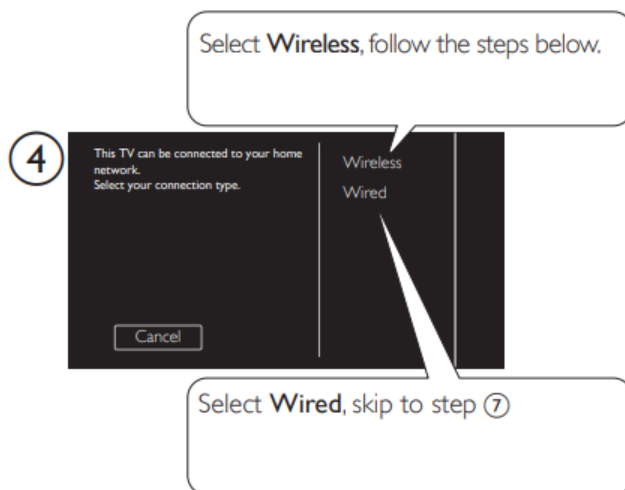 Select Wireless, follow the steps below.
4
This TV can be connected to your home
network.
Select your connection type.
Wireless
Wired
Cancel
Select Wired, skip to step ⑦